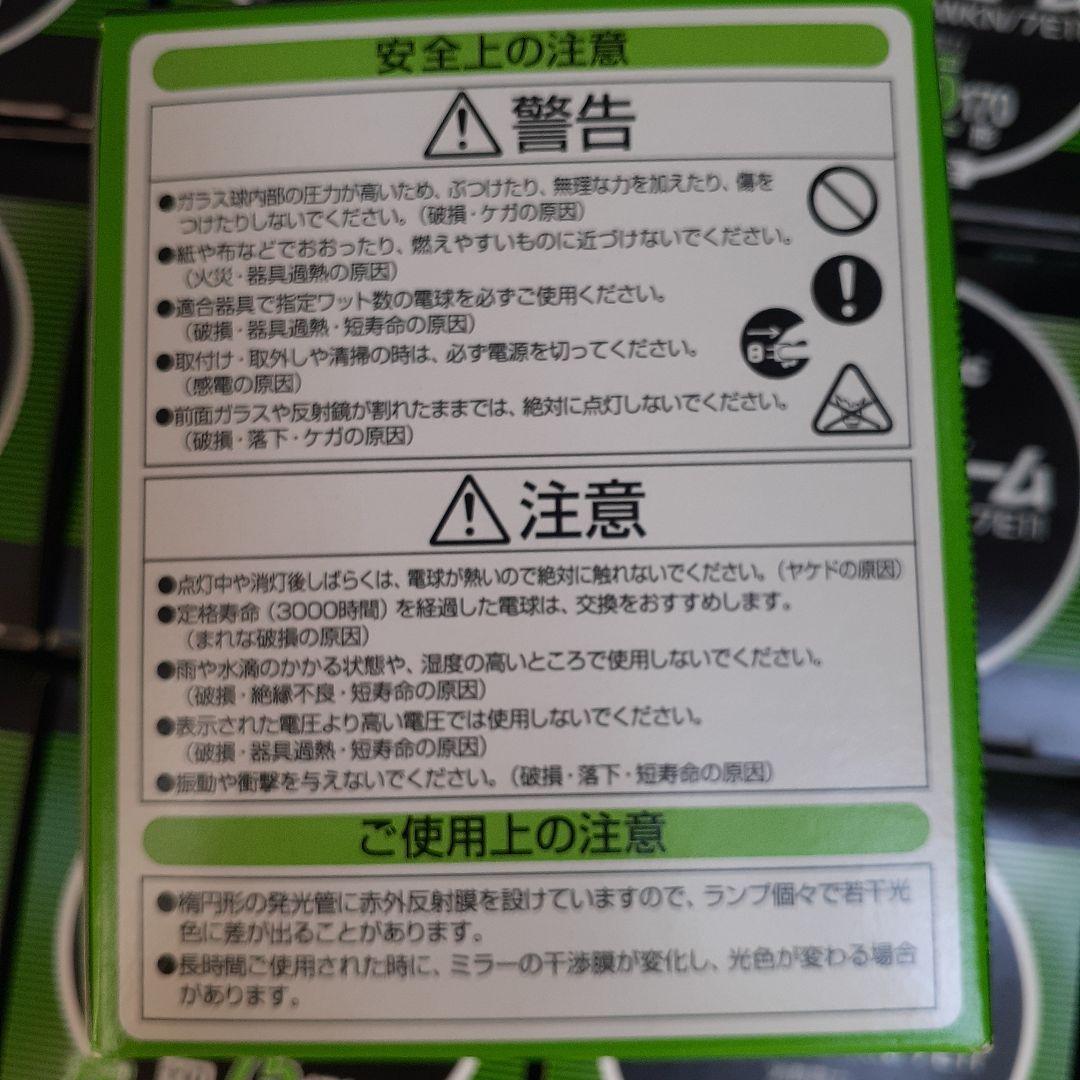 安全上の注意
警告
●ガラス球内部の圧力が高いため、ぶつけたり、無理な力を加えたり、傷を
つけたりしないでください。（破損・ケガの原因）
●紙や布などでおおったり、燃えやすいものに近づけないでください。
（火災・器具過熱の原因）
●適合器具で指定ワット数の電球を必ずご使用ください。
（破損・器具過熱・短寿命の原因）
●取付け・取外しや清掃の時は、必ず電源を切ってください。
（感電の原因）
●前面ガラスや反射鏡が割れたままでは、絶対に点灯しないでください。
（破損・落下・ケガの原因）
注意
●点灯中や消灯後しばらくは、電球が熱いので絶対に触れないでください。（ヤケドの原因）
●定格寿命（3000時間）を経過した電球は、交換をおすすめします。
（まれな破損の原因）
●雨や水滴のかかる状態や、湿度の高いところで使用しないでください。
（破損・絶縁不良・短寿命の原因）
●表示された電圧より高い電圧では使用しないでください。
（破損・器具過熱・短寿命の原因）
●振動や衝撃を与えないでください。（破損・落下・短寿命の原因）
ご使用上の注意
●楕円形の発光管に赤外反射膜を設けていますので、ランプ個々で若干光
色に差が出ることがあります。
●長時間ご使用された時に、ミラーの干渉膜が変化し、光色が変わる場合
があります。
WKN/7E11
170
ーム
7E11